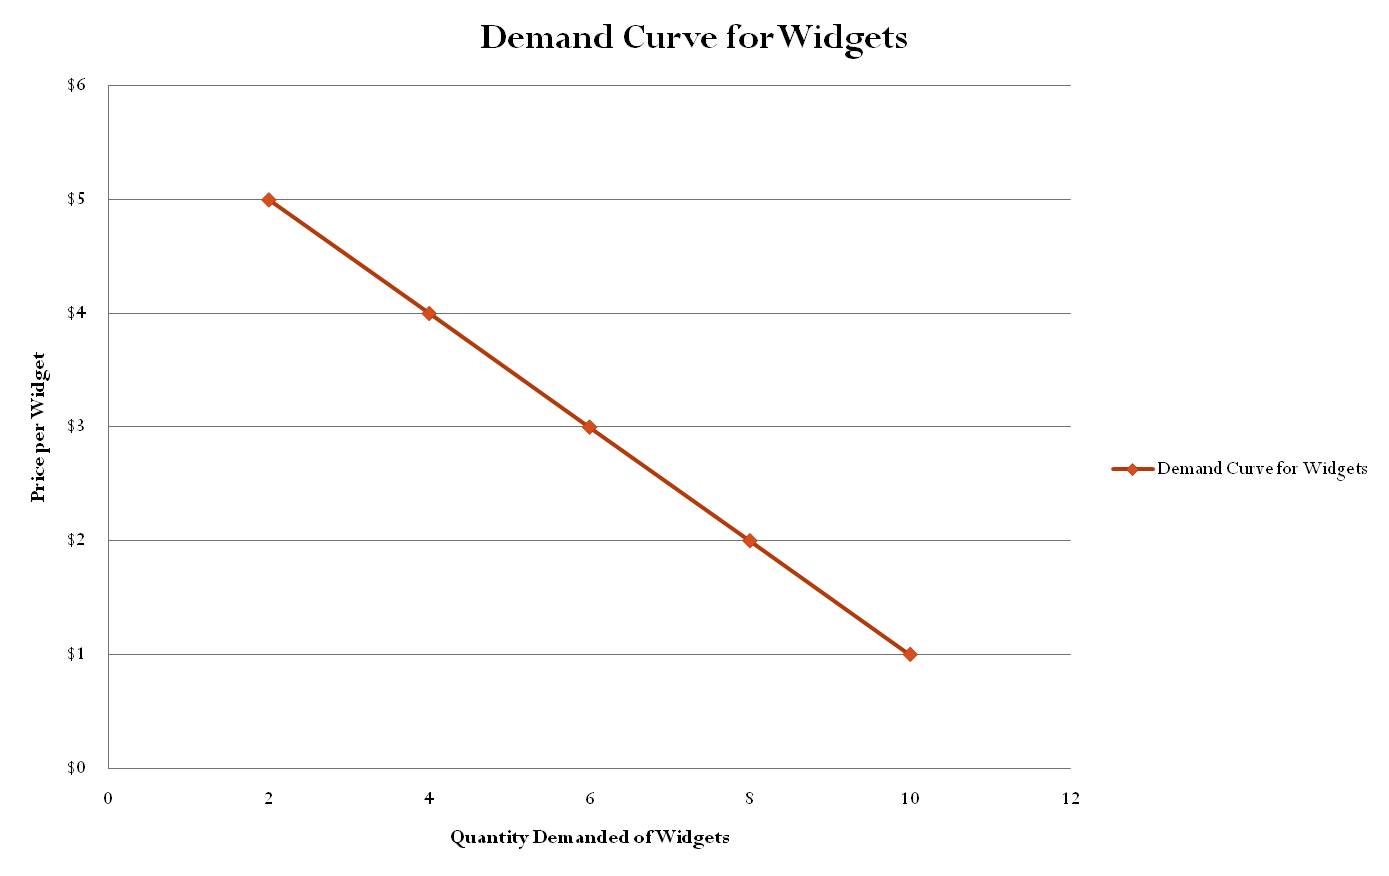 Demand Curve for Widgets
$6
$5
$4
$3
$2
$1
$0
Price per Widget
0 2 4 6 8 10 12
Quantity Demanded of Widgets
Demand Curve for Widgets